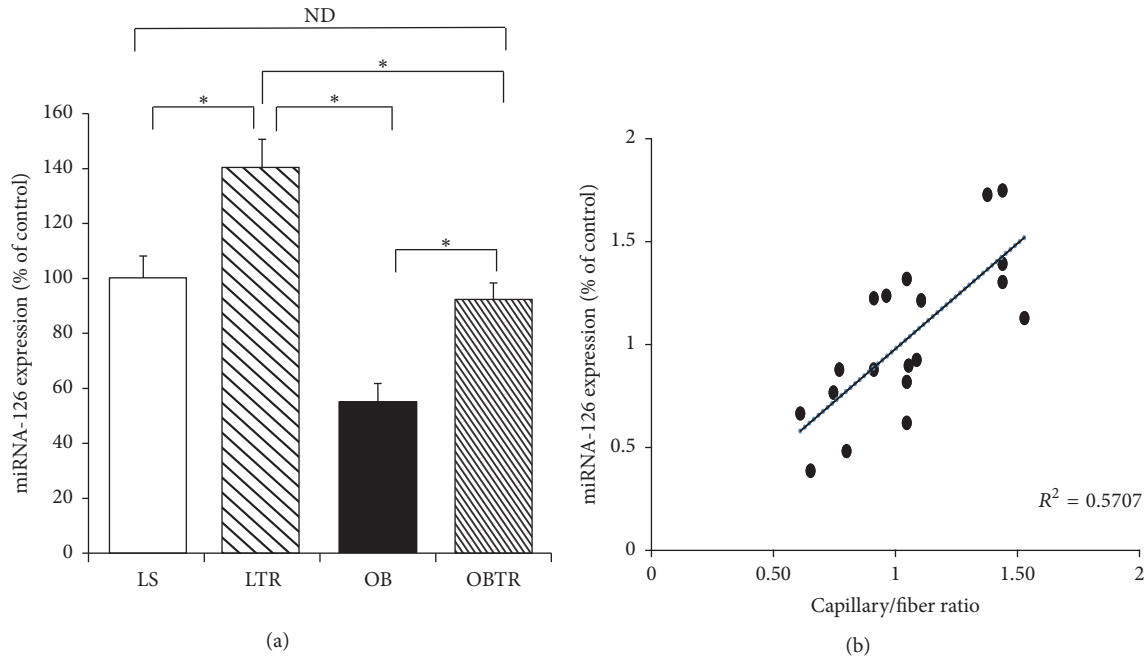 ND
*
*
*
*
miRNA-126 expression (% of control)
160
140
120
100
80
60
40
20
0
LS
LTR
OB
OBTR
(a)
miRNA-126 expression (% of control)
2
1.5
1
0.5
0
R² = 0.5707
0
0.50
1
1.50
2
Capillary/fiber ratio
(b)